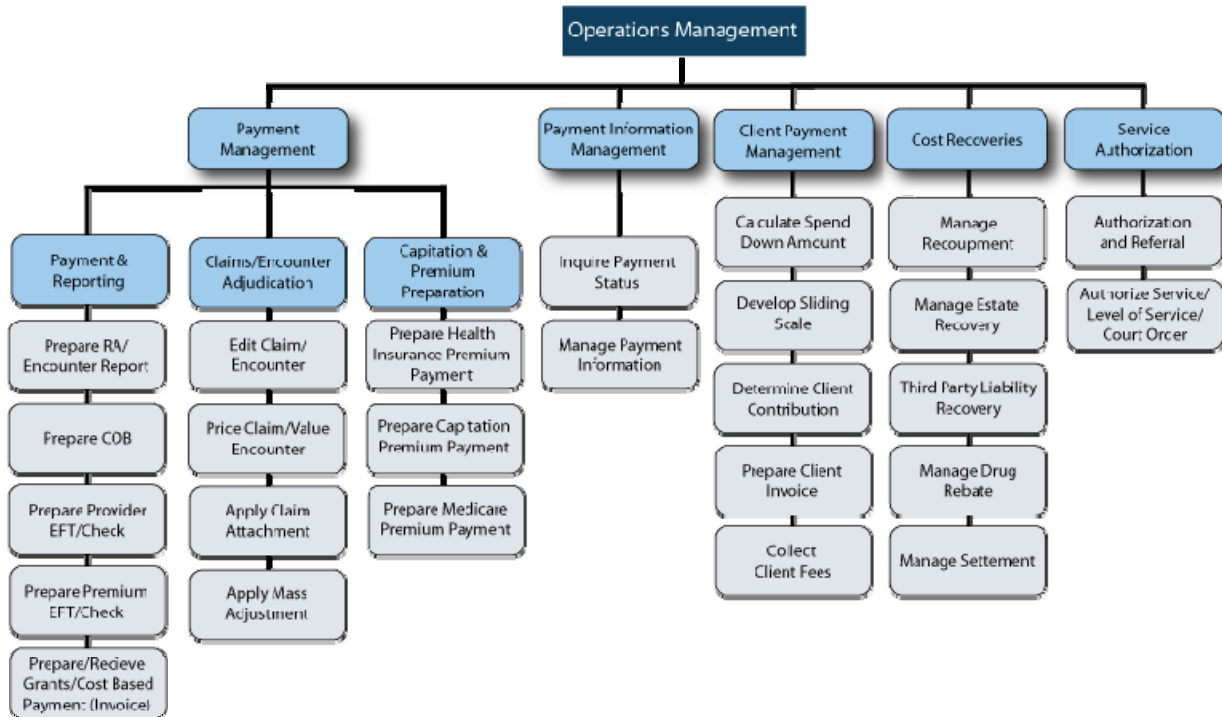 Operations Management
Payment
Management
Payment Information
Management
Client Payment
Management
Cost Recoveries
Service
Authorization
Payment &
Reporting
Prepare RA/
Encounter Report
Prepare COB
Prepare Provider
EFT/Check
Prepare Premium
EFT/Check
Prepare/Recieve
Grants/Cost Based
Payment (Invoice)
Claims/Encounter
Adjudication
Edit Claim/
Encounter
Price Claim/Value
Encounter
Apply Claim
Attachment
Apply Mass
Adjustment
Capitation &
Premium
Preparation
Prepare Health
Insurance Premium
Payment
Prepare Capitation
Premium Payment
Prepare Medicare
Premium Payment
Inquire Payment
Status
Manage Payment
Information
Calculate Spend
Down Amount
Develop Sliding
Scale
Determine Client
Contribution
Prepare Client
Invoice
Collect
Client Fees
Manage
Recoupment
Manage Estate
Recovery
Third Party Liability
Recovery
Manage Drug
Rebate
Manage Settement
Authorization
and Referral
Authorize Service/
Level of Service/
Court Orcer